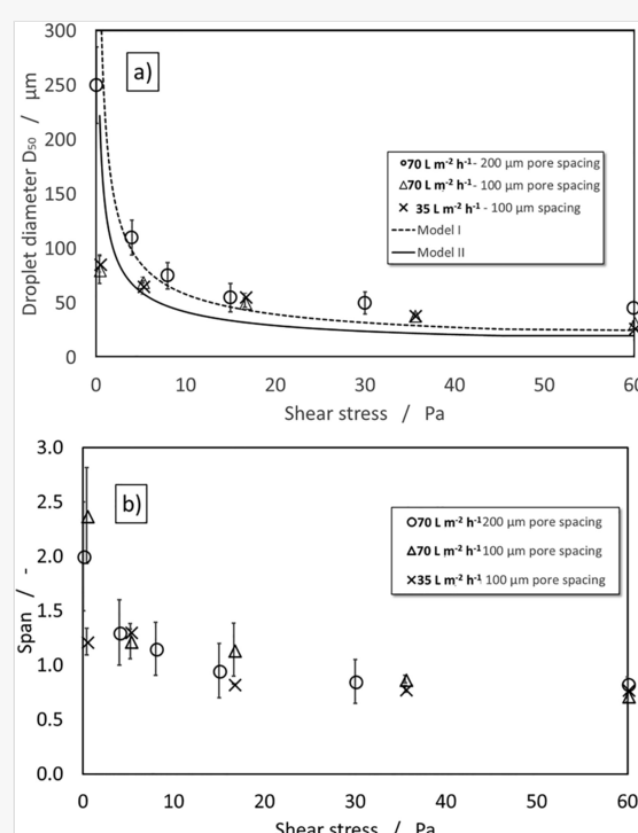 a)
Droplet diameter D₅₀ / µm
300
250
200
150
100
50
0
70 L m⁻² h⁻¹- 200 µm pore spacing
70 L m⁻² h⁻¹ - 100 µm pore spacing
35 L m⁻² h⁻¹ - 100 µm spacing
Model I
Model II
0 10 20 30 40 50
Shear stress / Pa
b)
Span / -
3.0
2.5
2.0
1.5
1.0
0.5
0.0
70 L m⁻² h⁻¹ 200 µm pore spacing
70 L m⁻² h⁻¹ 100 µm pore spacing
35 L m⁻² h⁻¹ 100 µm pore spacing
0 10 20 30 40 50 60
Shear stress / Pa